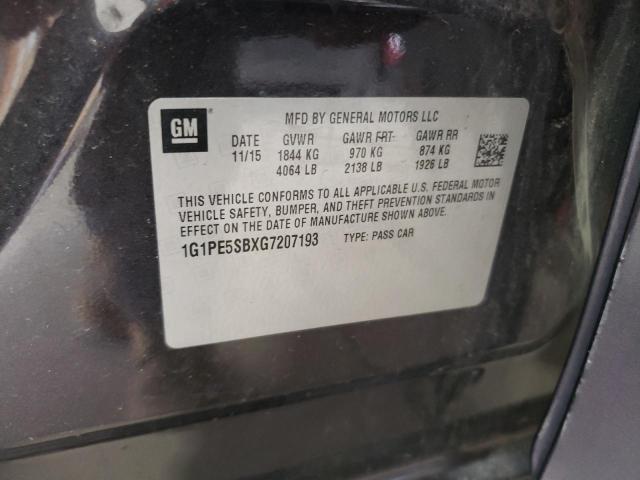 GM
MFD BY GENERAL MOTORS LLC
DATE GVWR GAWR FRT GAWR RR
11/15 1844 KG 970 KG 874 KG
4064 LB 2138 LB 1926 LB
THIS VEHICLE CONFORMS TO ALL APPLICABLE U.S. FEDERAL MOTOR
VEHICLE SAFETY, BUMPER, AND THEFT PREVENTION STANDARDS IN
EFFECT ON THE DATE OF MANUFACTURE SHOWN ABOVE.
1G1PE5SBXG7207193 TYPE: PASS CAR